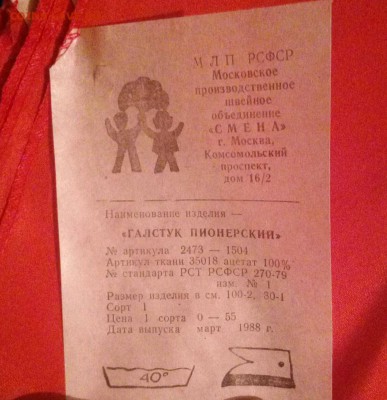 МЛП РСФСР
Московское
производственное
швейное
объединение
«СМЕНА»
г. Москва,
Комсомольский
проспект,
дом 16/2
Наименование изделия —
«ГАЛСТУК ПИОНЕРСКИЙ»
№ артикула 2473 — 1504
Артикул ткани 35018 ацетат 100%
№ стандарта РСТ РСФСР 270-79
изм. № 1
Размер изделия в см. 100-2, 30-1
Сорт 1
Цена 1 сорта 0 — 55
Дата выпуска март 1988 г.
40°